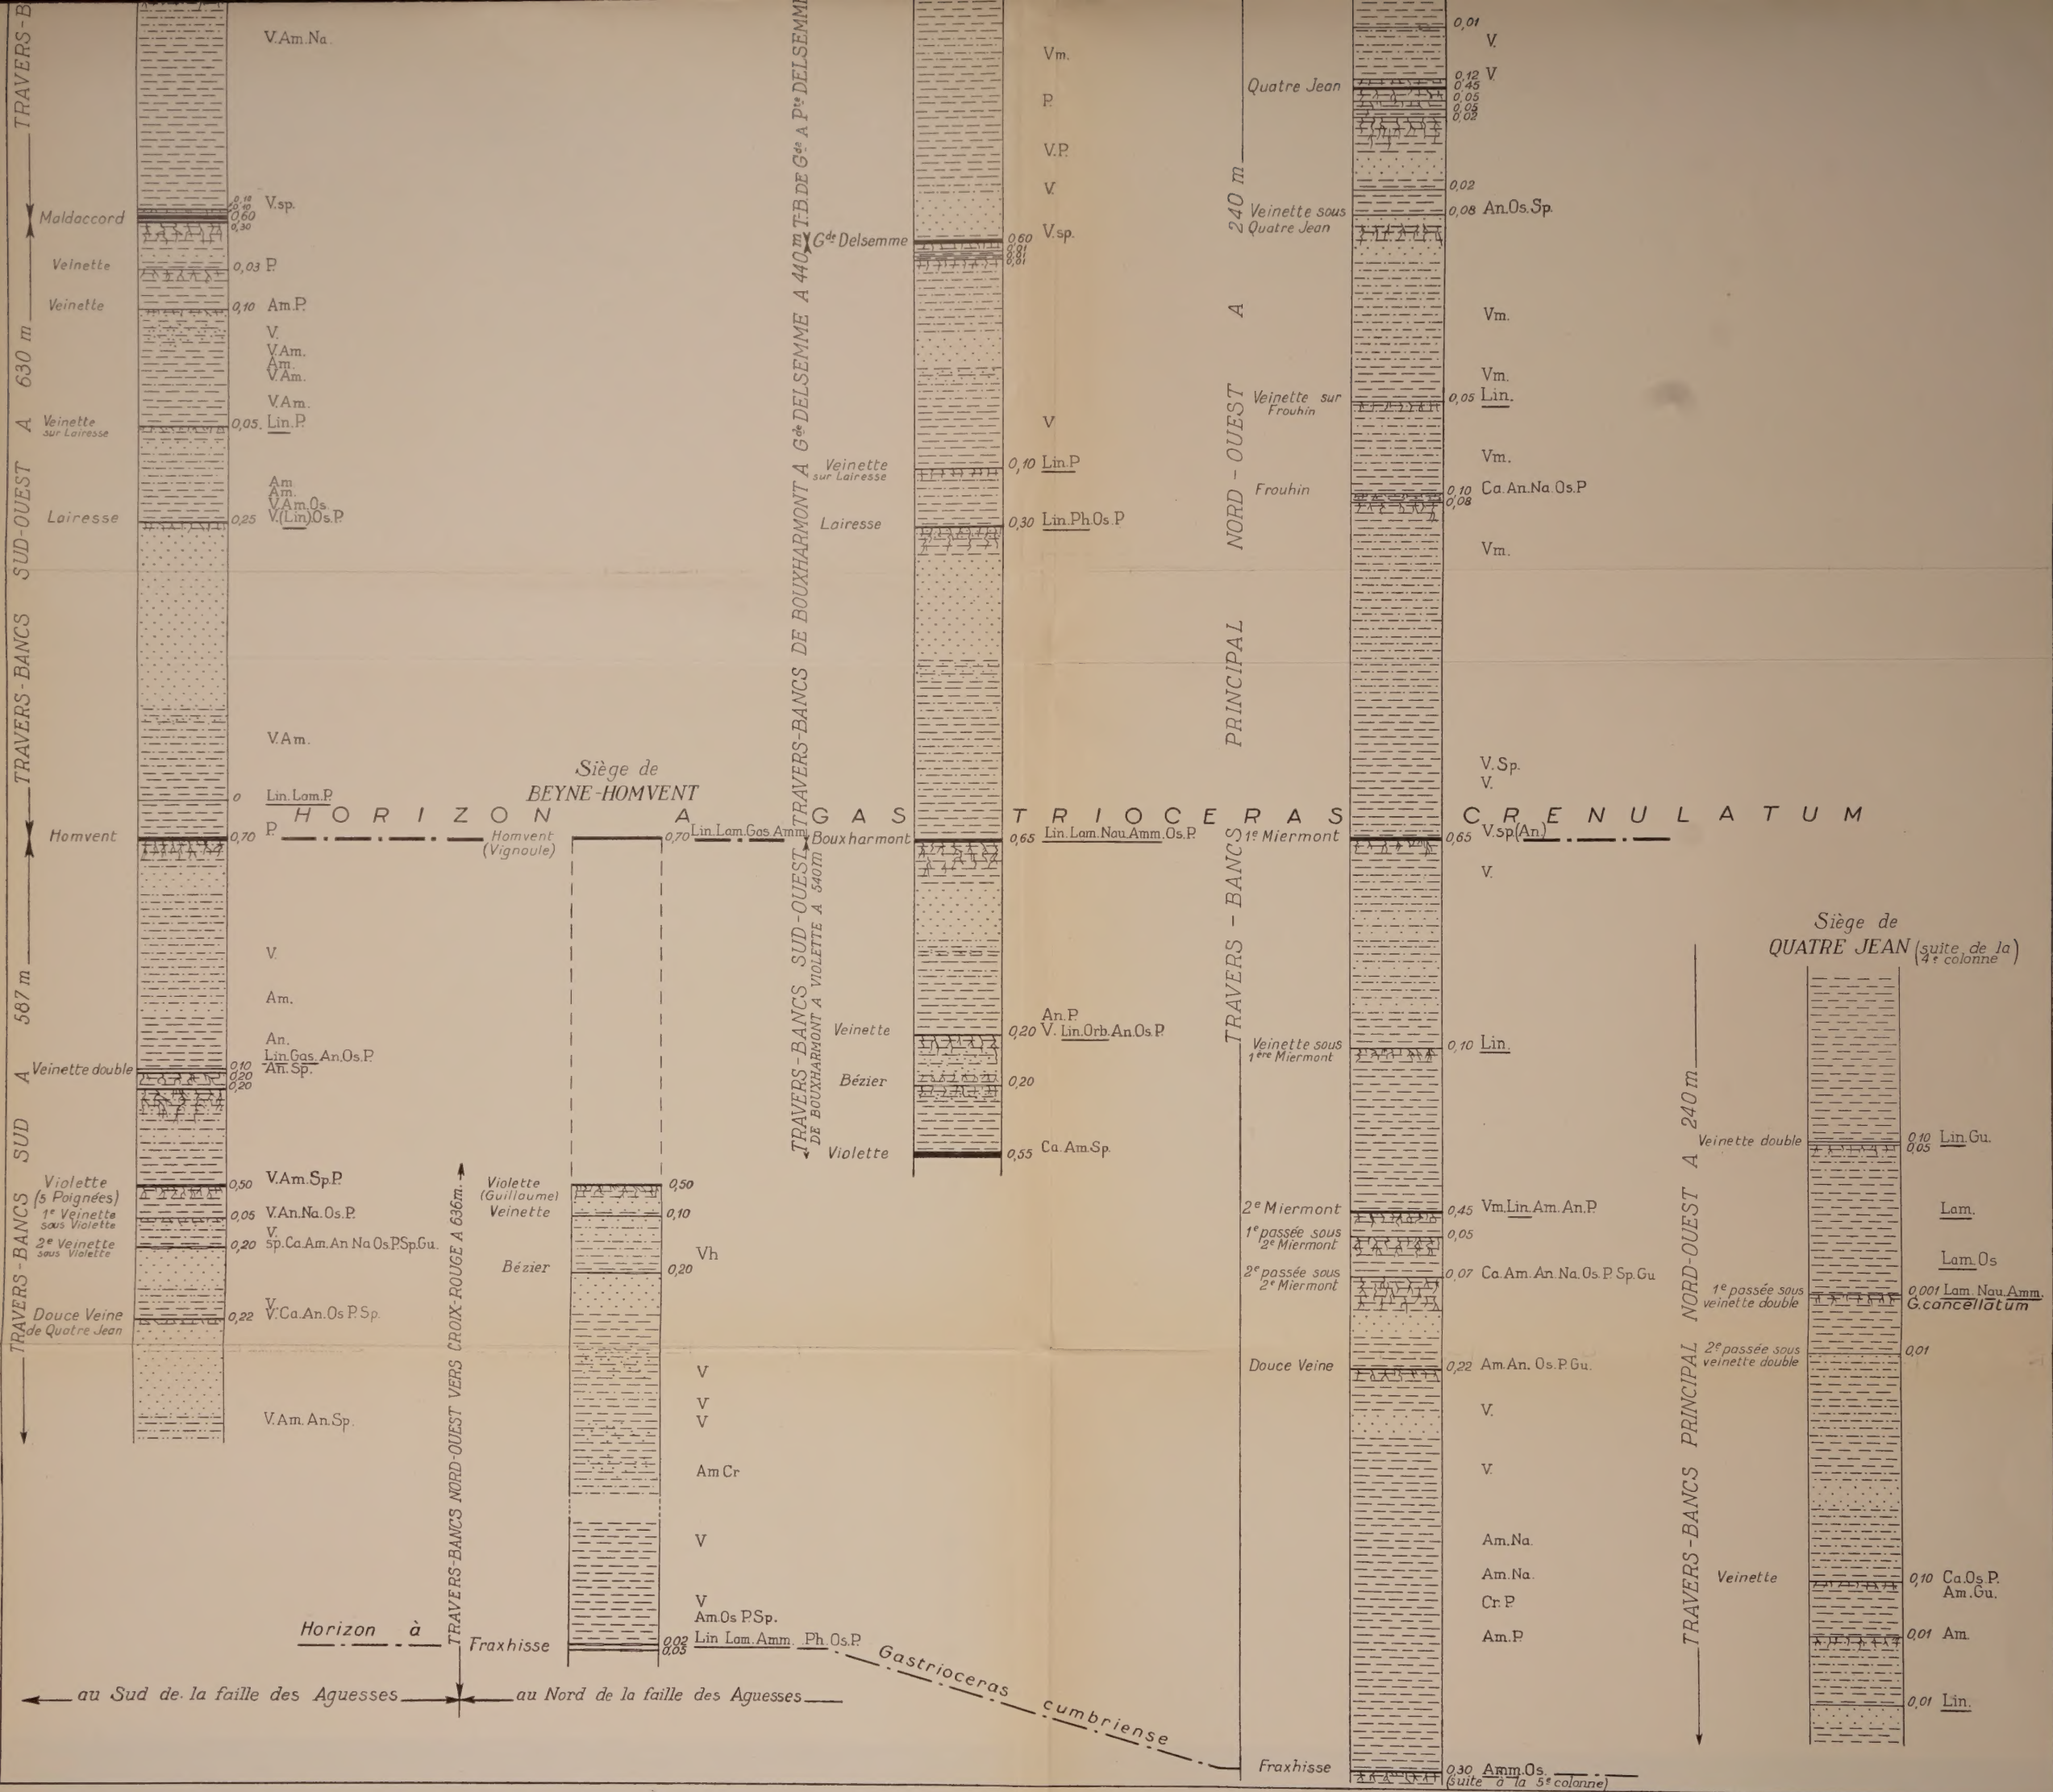 TRAVERS-BANCS SUD A 587 m
TRAVERS-BANCS SUD-OUEST A 630 m
TRAVERS-B
V.Am.Na.
0,10
0,10
Maldaccord 0,60 V.sp.
0,30
Veinette 0,03 P.
Veinette 0,10 Am.P.
V.
V.Am.
Am.
V.Am.
V.Am.
Veinette
sur Lairesse
0,05. Lin.P.
Am
Am.
V.Am.Os.
Lairesse 0,25 V.(Lin).Os.P.
V.Am.
0 Lin.Lam.P.
P.
Homvent 0,70
V.
Am.
An.
Lin.Gas.An.Os.P.
Veinette double 0,10 An.Sp.
0,20
0,20
Violette
(5 Poignées)
0,50 V.Am.Sp.P.
1e Veinette
sous Violette
0,05 V.An.Na.Os.P.
V.
2e Veinette
sous Violette
0,20 sp.Ca.Am.An Na Os.P.Sp.Gu.
V.
Douce Veine
de Quatre Jean
0,22 V.Ca.An.Os P.Sp.
V.Am.An.Sp.
HORIZON A GASTRIOCERAS CRENULATUM
Siège de
BEYNE-HOMVENT
Homvent
(Vignoule)
0,70 Lin.Lam.Gas.Amm.
TRAVERS-BANCS NORD-OUEST VERS CROIX-ROUGE A 636m.
Violette
(Guillaume)
0,50
Veinette 0,10
Vh
Bézier 0,20
V
V
V
Am Cr
V
V
Am.Os P.Sp.
Fraxhisse 0,02 Lin Lam.Amm. Ph.Os.P.
0,05
Horizon à Gastrioceras cumbriense
au Sud de la faille des Aguesses
au Nord de la faille des Aguesses
TRAVERS-BANCS DE BOUXHARMONT A Gde DELSEMME A 440m T-B.DE Gde A Pte DELSEMME
TRAVERS-BANCS SUD-OUEST
DE BOUXHARMONT A VIOLETTE A 540m
Vm.
P.
V.P.
V.
Gde Delsemme 0,60 V.sp.
0,01
0,01
0,01
V
Veinette
sur Lairesse
0,10 Lin.P
Lairesse 0,30 Lin.Ph.Os.P
Bouxharmont 0,65 Lin.Lam.Nau.Amm.Os.P.
An.P
Veinette 0,20 V. Lin.Orb.An.Os P.
Bézier 0,20
Violette 0,55 Ca.Am.Sp.
TRAVERS - BANCS PRINCIPAL NORD - OUEST A 240 m
0,01
V.
0,12 V.
Quatre Jean 0,45
0,05
0,05
0,02
0,02
Veinette sous
Quatre Jean
0,08 An.Os.Sp.
Vm.
Vm.
Veinette sur
Frouhin
0,05 Lin.
Vm.
Frouhin 0,10 Ca.An.Na.Os.P
0,08
Vm.
V.Sp.
V.
1e Miermont 0,65 V.sp(An.)
V.
Veinette sous
1ère Miermont
0,10 Lin.
2e Miermont 0,45 Vm.Lin.Am.An.P.
1e passée sous
2e Miermont
0,05
2e passée sous
2e Miermont
0,07 Ca.Am.An.Na.Os.P.Sp.Gu
Douce Veine 0,22 Am.An.Os.P.Gu.
V.
V.
Am.Na.
Am.Na.
Cr.P.
Am.P.
Fraxhisse 0,30 Amm.Os.
(suite à la 5e colonne)
Siège de
QUATRE JEAN (suite de la
4e colonne)
TRAVERS-BANCS PRINCIPAL NORD-OUEST A 240m
Veinette double 0,10 Lin.Gu.
0,05
Lam.
Lam.Os
1e passée sous
veinette double
0,001 Lam.Nau.Amm.
G.cancellatum
2e passée sous
veinette double
0,01
Veinette 0,10 Ca.Os.P.
Am.Gu.
0,01 Am.
0,01 Lin.